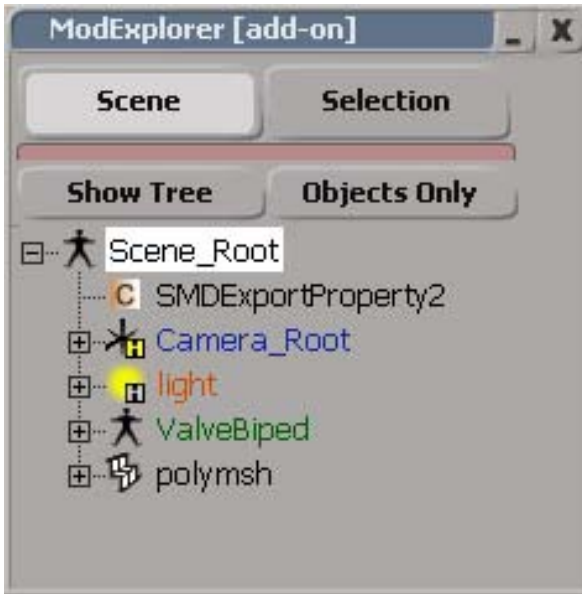 ModExplorer [add-on]
Scene Selection
Show Tree Objects Only
Scene_Root
C SMDExportProperty2
H Camera_Root
H light
ValveBiped
polymsh